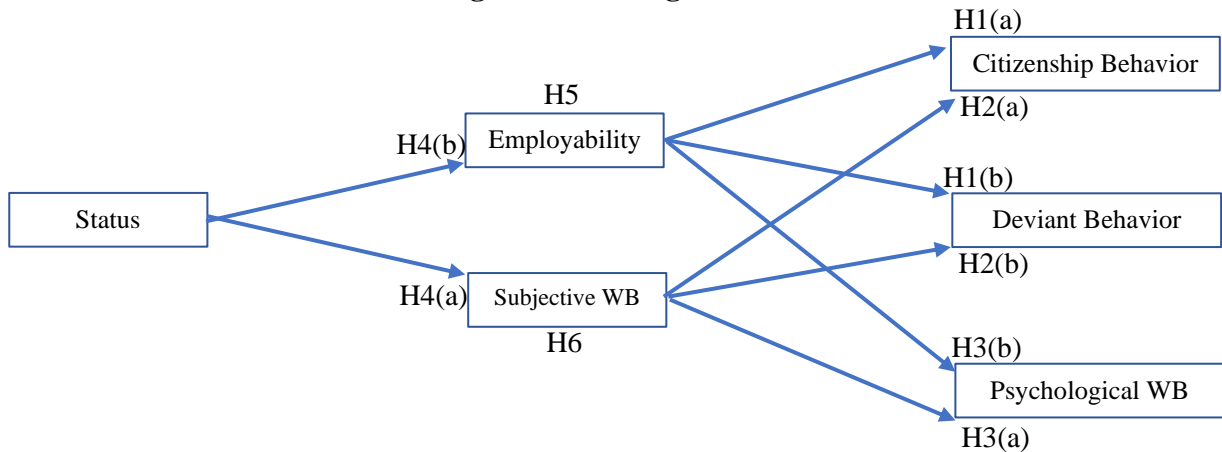 H1(a)
Citizenship Behavior
H2(a)
H5
Employability
H4(b)
H1(b)
Deviant Behavior
H2(b)
Status
H4(a)
Subjective WB
H6
H3(b)
Psychological WB
H3(a)